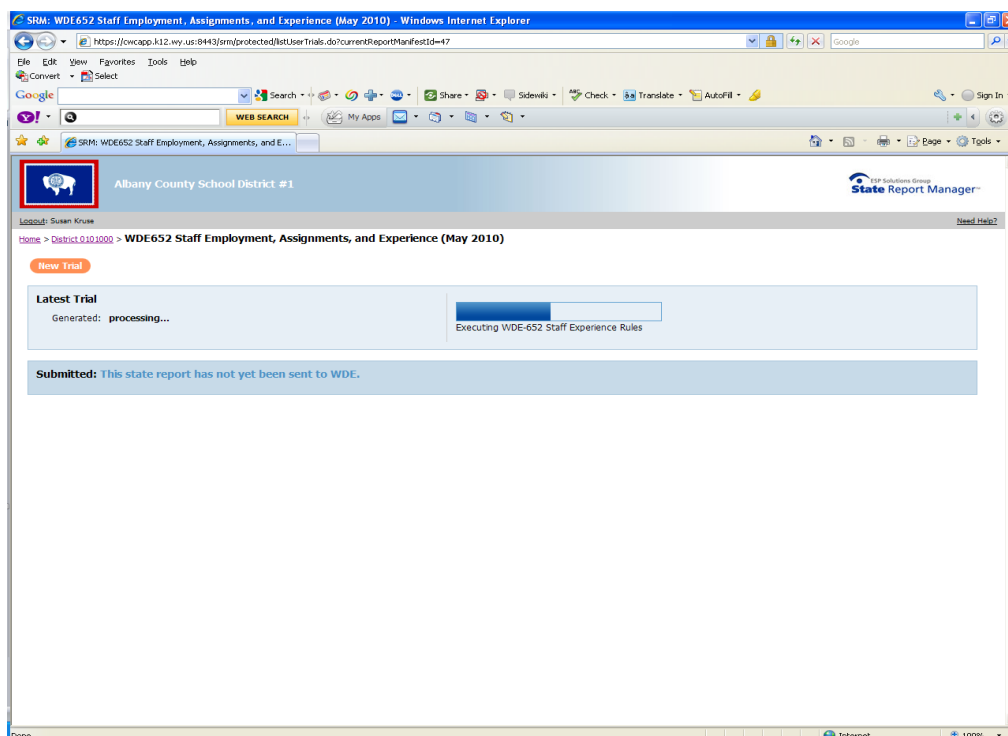 SRM: WDE652 Staff Employment, Assignments, and Experience (May 2010) - Windows Internet Explorer
https://cwcapp.k12.wy.us:8443/srm/protected/listUserTrials.do?currentReportManifestId=47
Google
File Edit View Favorites Tools Help
Convert Select
Google Search Share Sidewiki Check Translate AutoFill Sign In
Y! WEB SEARCH My Apps
SRM: WDE652 Staff Employment, Assignments, and E... Page Tools
Albany County School District #1
ESP Solutions Group
State Report Manager
Logout: Susan Kruse Need Help?
Home > District 0101000 > WDE652 Staff Employment, Assignments, and Experience (May 2010)
New Trial
Latest Trial
Generated: processing...
Executing WDE-652 Staff Experience Rules
Submitted: This state report has not yet been sent to WDE.
Done Internet 100%